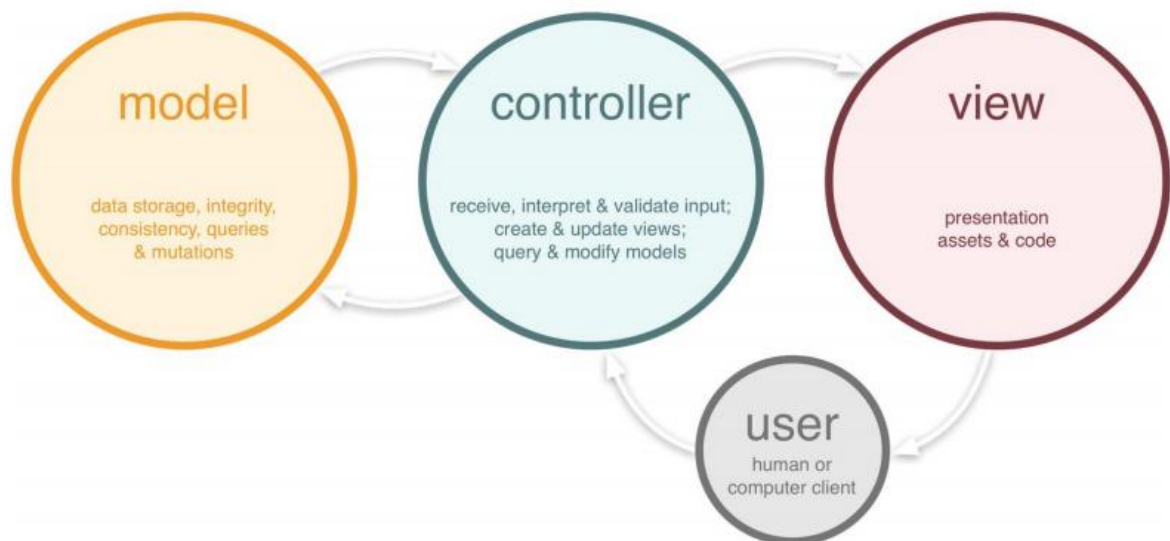 model
data storage, integrity,
consistency, queries
& mutations
controller
receive, interpret & validate input;
create & update views;
query & modify models
view
presentation
assets & code
user
human or
computer client